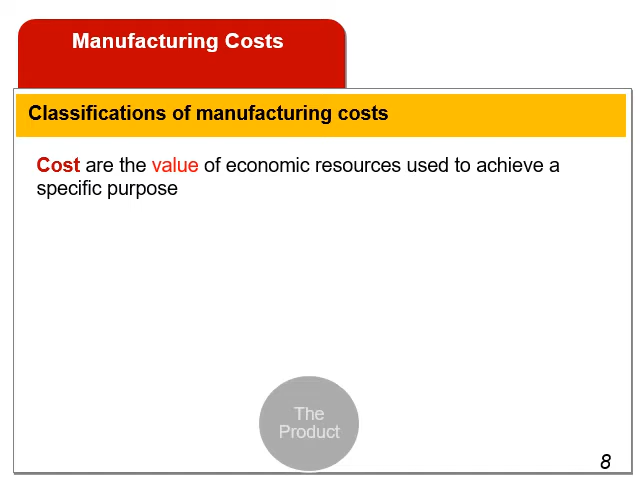 Manufacturing Costs
Classifications of manufacturing costs
Cost are the value of economic resources used to achieve a
specific purpose
The
Product
8